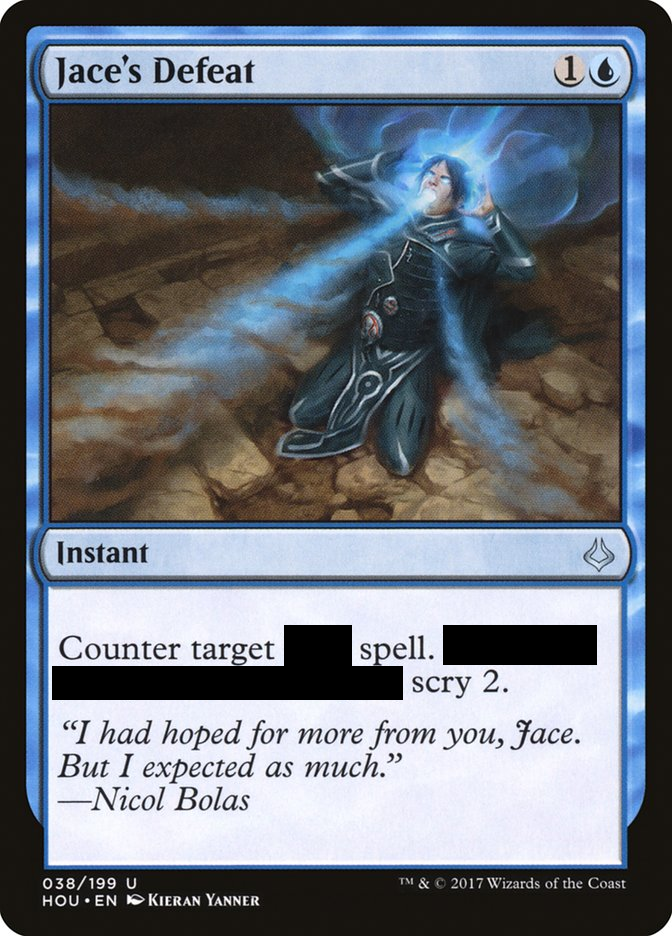 Jace's Defeat 1
Instant
Counter target spell.
scry 2.
“I had hoped for more from you, Jace.
But I expected as much.”
—Nicol Bolas
038/199 U
HOU • EN KIERAN YANNER
™ & © 2017 Wizards of the Coast